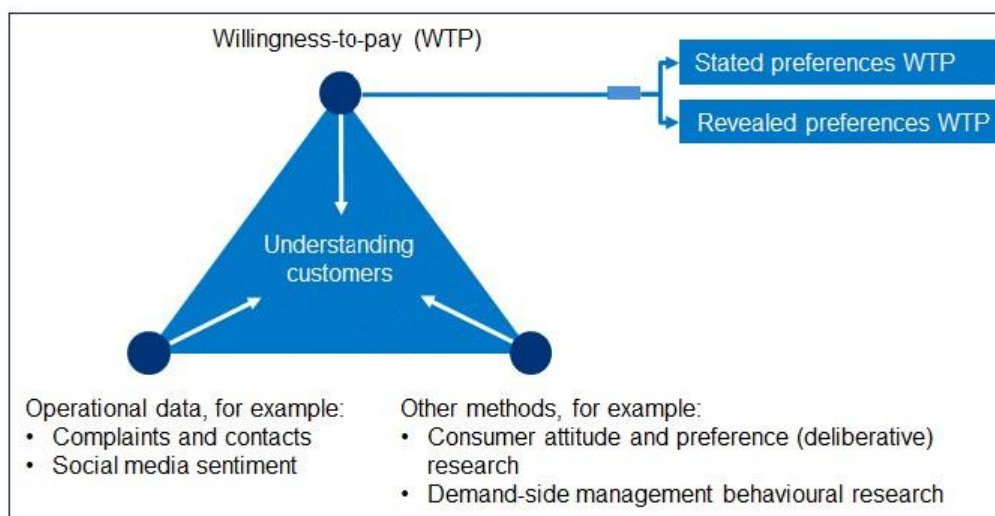 Willingness-to-pay (WTP)
Stated preferences WTP
Revealed preferences WTP
Understanding
customers
Operational data, for example:
• Complaints and contacts
• Social media sentiment
Other methods, for example:
• Consumer attitude and preference (deliberative)
research
• Demand-side management behavioural research